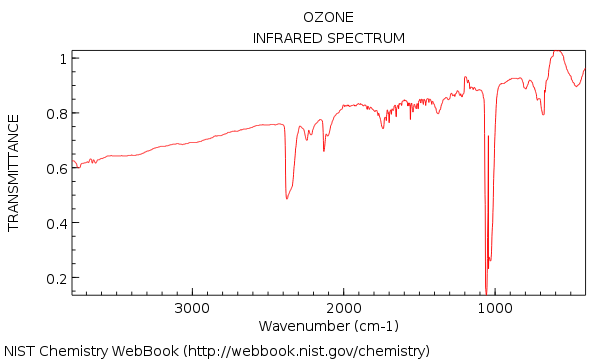 OZONE
INFRARED SPECTRUM
1
0.8
0.6
0.4
0.2
TRANSMITTANCE
3000 2000 1000
Wavenumber (cm-1)
NIST Chemistry WebBook (http://webbook.nist.gov/chemistry)